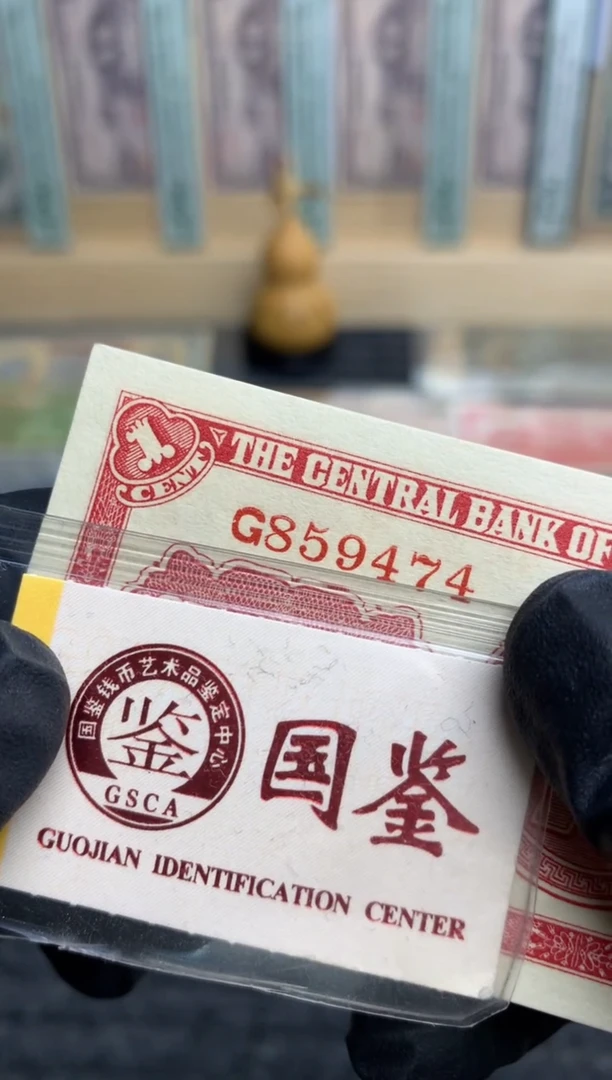 1
CENT
THE CENTRAL BANK OF
G859474
国鉴钱币艺术品鉴定中心
鉴
GSCA
国鉴
GUOJIAN IDENTIFICATION CENTER